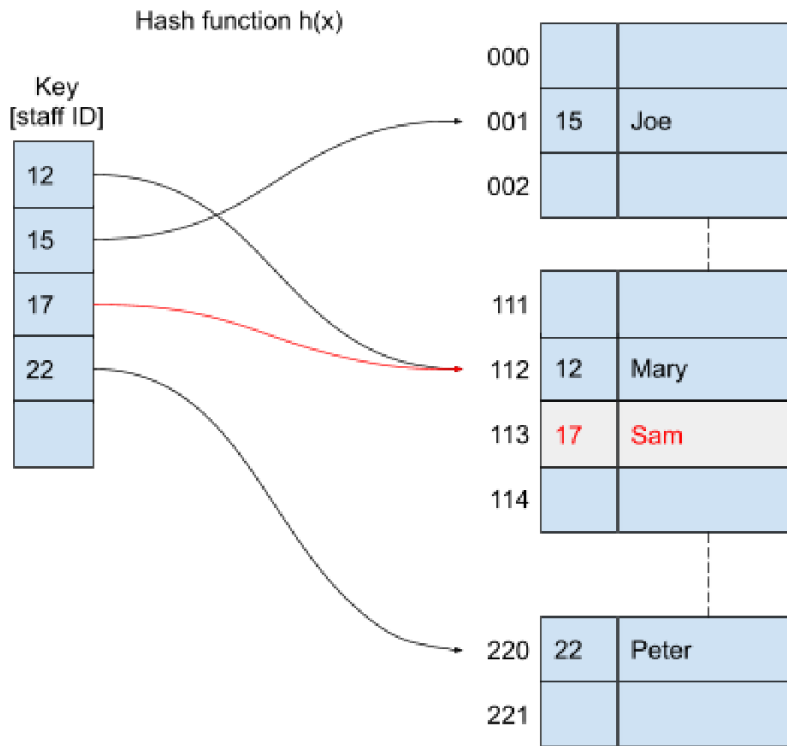 Hash function h(x)
Key
[staff ID]
12
15
17
22
000
001 15 Joe
002
111
112 12 Mary
113 17 Sam
114
220 22 Peter
221